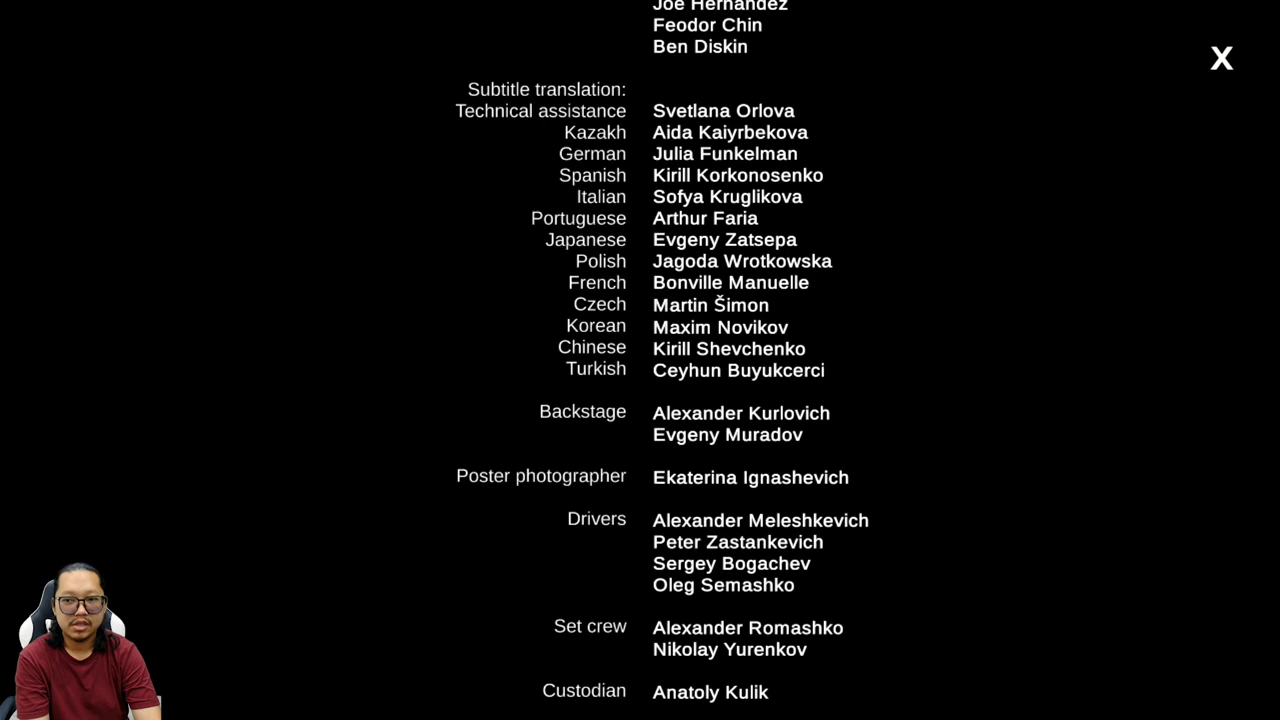 Joe Hernandez
Feodor Chin
Ben Diskin
X
Subtitle translation:
Technical assistance Svetlana Orlova
Kazakh Aida Kaiyrbekova
German Julia Funkelman
Spanish Kirill Korkonosenko
Italian Sofya Kruglikova
Portuguese Arthur Faria
Japanese Evgeny Zatsepa
Polish Jagoda Wrotkowska
French Bonville Manuelle
Czech Martin Šimon
Korean Maxim Novikov
Chinese Kirill Shevchenko
Turkish Ceyhun Buyukcerci
Backstage Alexander Kurlovich
Evgeny Muradov
Poster photographer Ekaterina Ignashevich
Drivers Alexander Meleshkevich
Peter Zastankevich
Sergey Bogachev
Oleg Semashko
Set crew Alexander Romashko
Nikolay Yurenkov
Custodian Anatoly Kulik